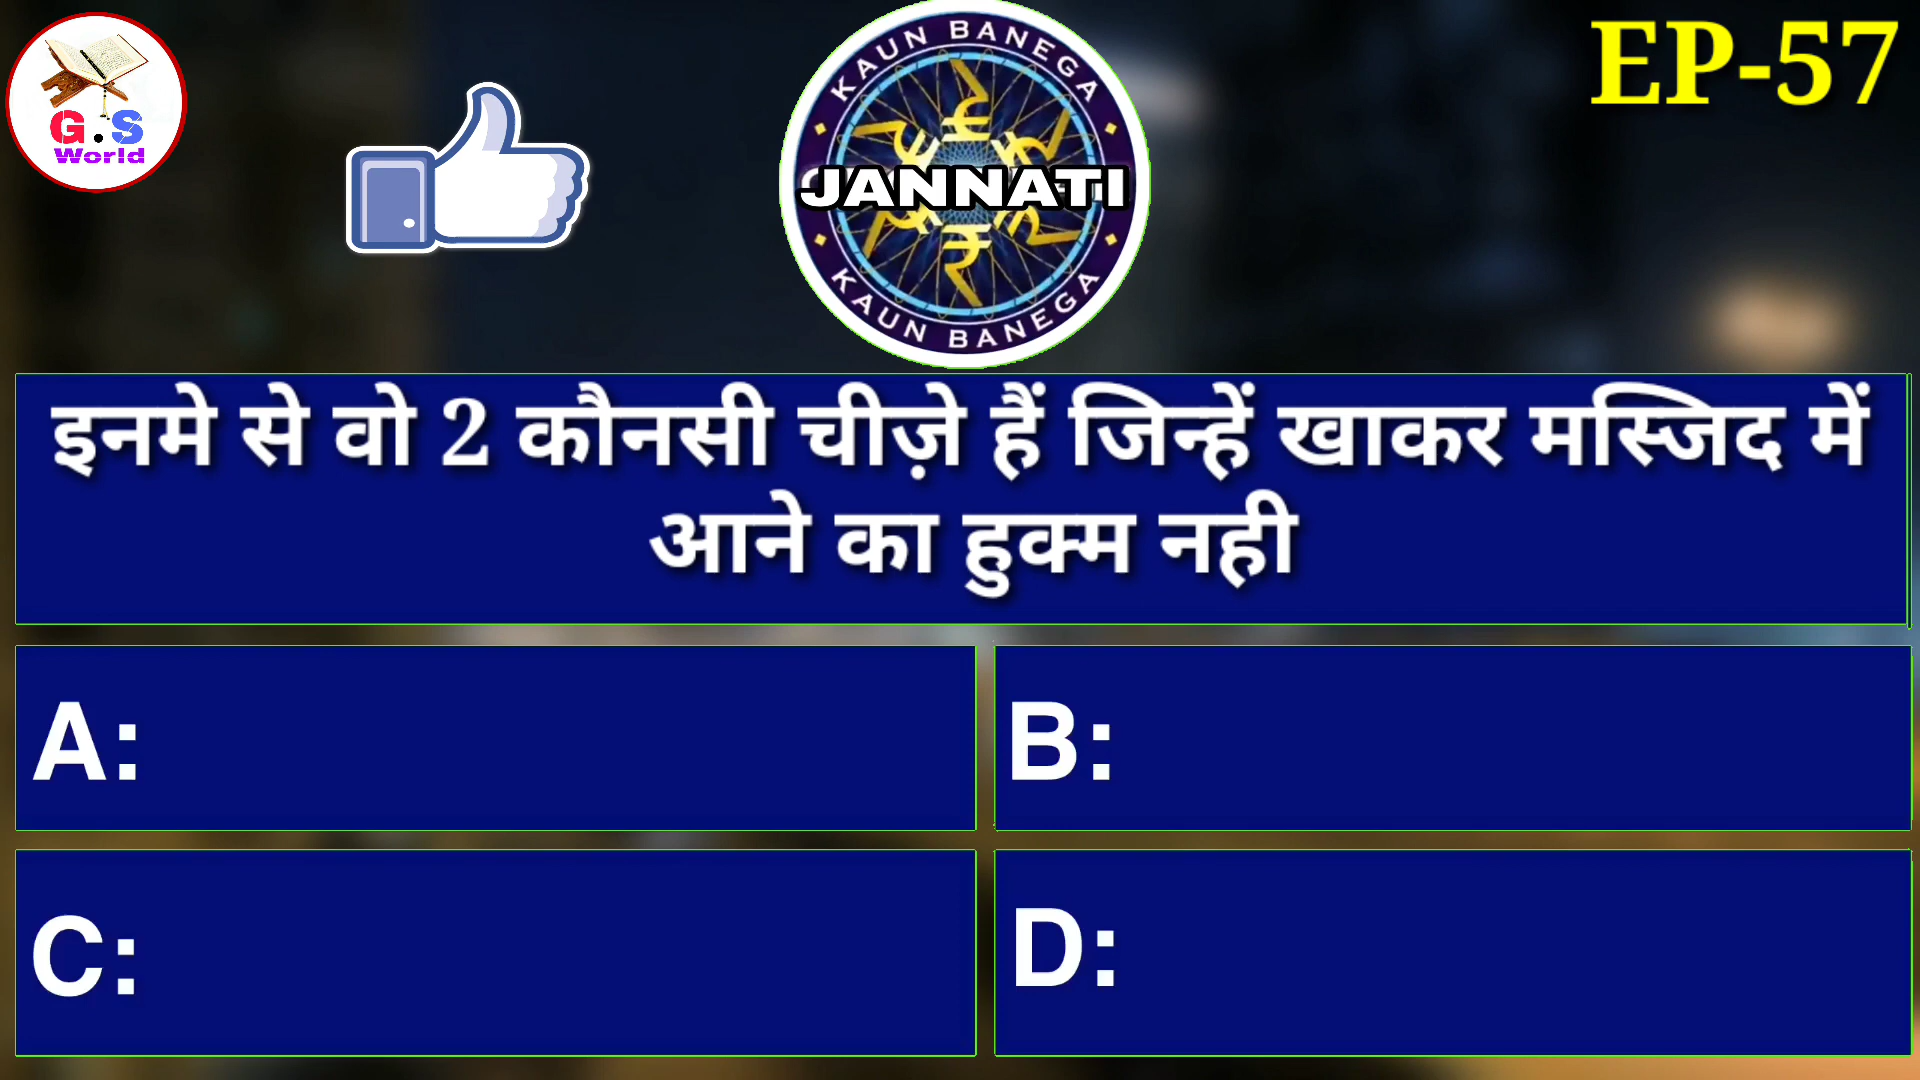 G.S
World
KAUN BANEGA
JANNATI
KAUN BANEGA
EP-57
इनमे से वो 2 कौनसी चीज़े हैं जिन्हें खाकर मस्जिद में
आने का हुक्म नही
A:
B:
C:
D: